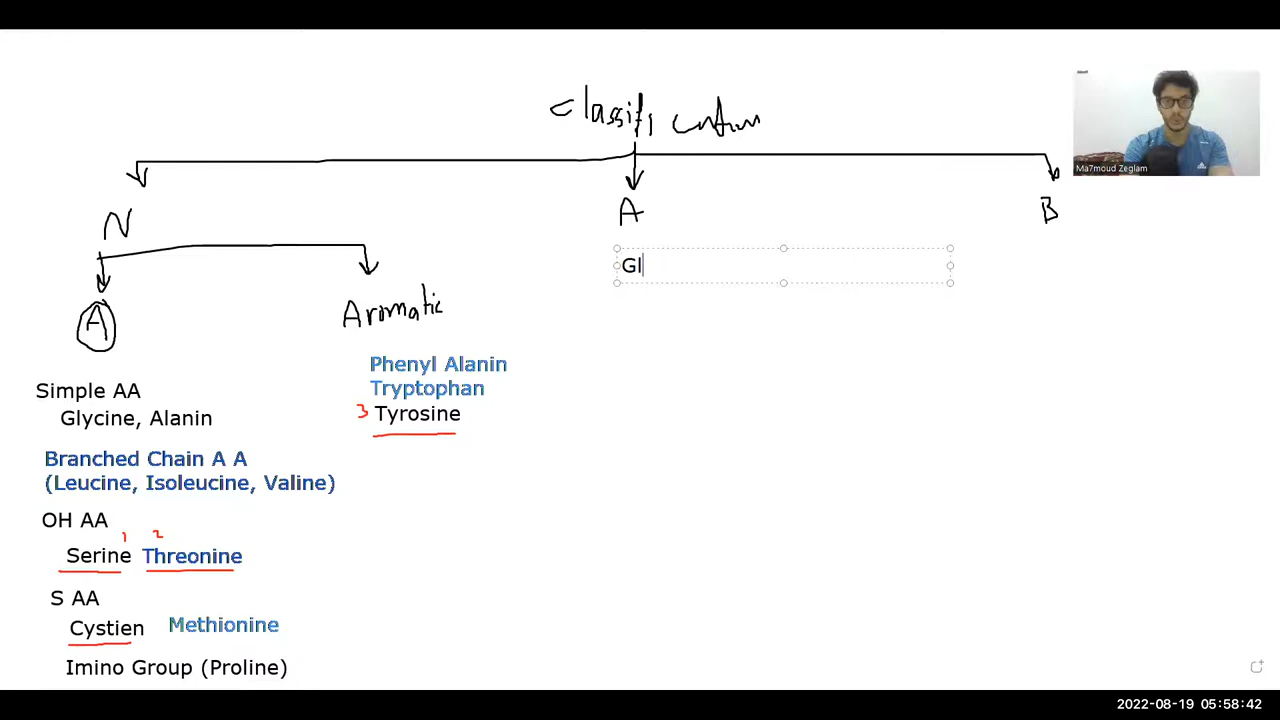 Classification
N
A
B
Gl
A
Aromatic
Simple AA
Glycine, Alanin
Branched Chain A A
(Leucine, Isoleucine, Valine)
OH AA
1 2
Serine Threonine
S AA
Cystien Methionine
Imino Group (Proline)
Phenyl Alanin
Tryptophan
3 Tyrosine
Ma7moud Zeglam
2022-08-19 05:58:42